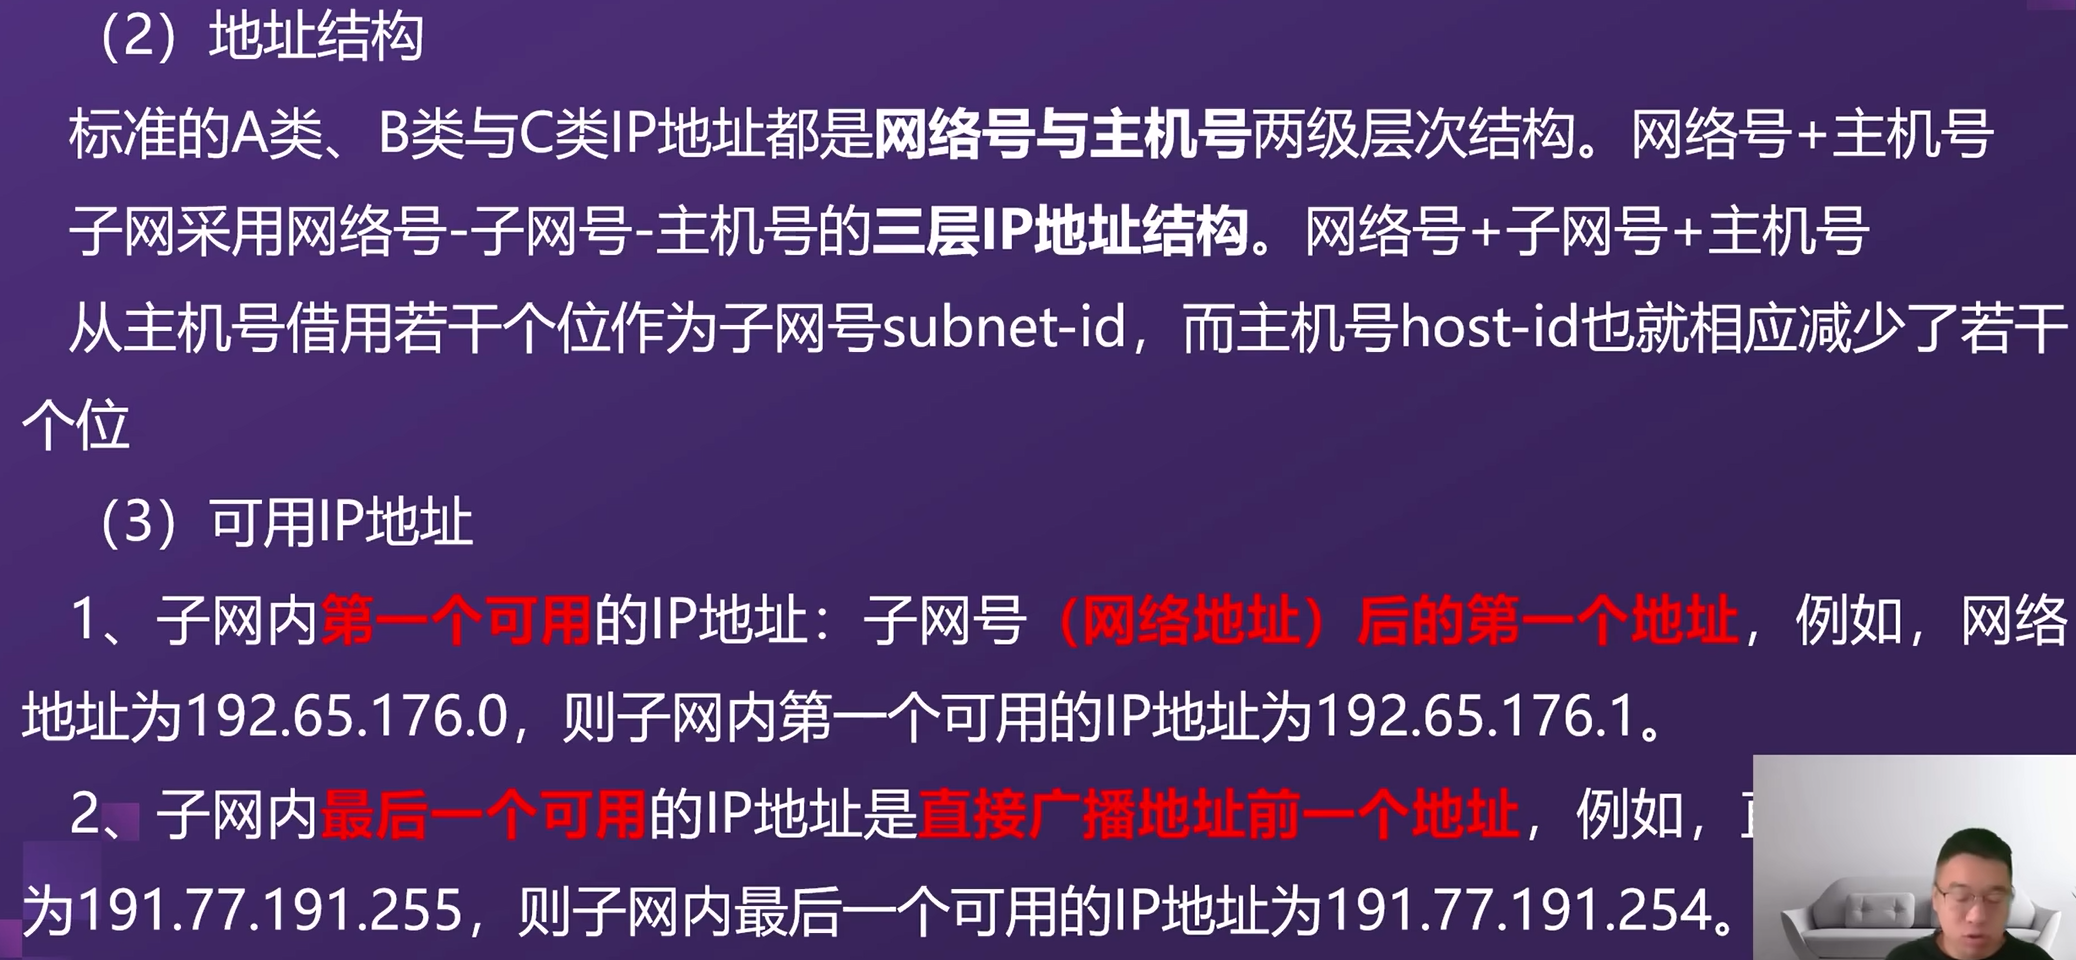 （2）地址结构
标准的A类、B类与C类IP地址都是网络号与主机号两级层次结构。网络号+主机号
子网采用网络号-子网号-主机号的三层IP地址结构。网络号+子网号+主机号
从主机号借用若干个位作为子网号subnet-id，而主机号host-id也就相应减少了若干
个位
（3）可用IP地址
1、子网内第一个可用的IP地址：子网号（网络地址）后的第一个地址，例如，网络
地址为192.65.176.0，则子网内第一个可用的IP地址为192.65.176.1。
2、子网内最后一个可用的IP地址是直接广播地址前一个地址，例如，
为191.77.191.255，则子网内最后一个可用的IP地址为191.77.191.254。